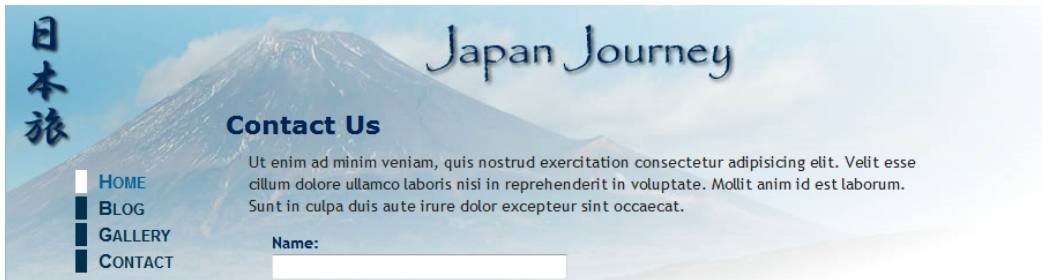 日本旅
Japan Journey
Contact Us
Ut enim ad minim veniam, quis nostrud exercitation consectetur adipisicing elit. Velit esse
cillum dolore ullamco laboris nisi in reprehenderit in voluptate. Mollit anim id est laborum.
Sunt in culpa duis aute irure dolor excepteur sint occaecat.
HOME
BLOG
GALLERY
CONTACT
Name: